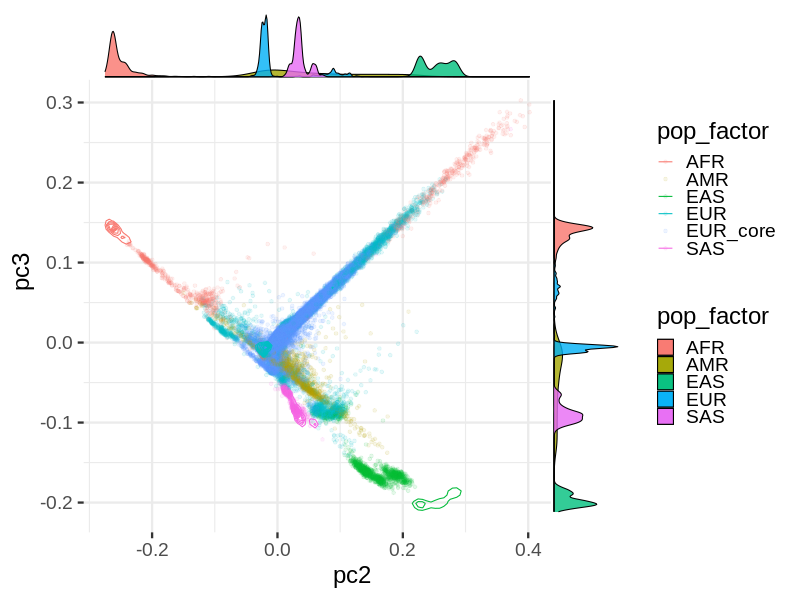 0.3
0.2
0.1
0.0
-0.1
-0.2
pc3
-0.2
0.0
0.2
0.4
pc2
pop_factor
AFR
AMR
EAS
EUR
EUR_core
SAS
pop_factor
AFR
AMR
EAS
EUR
SAS